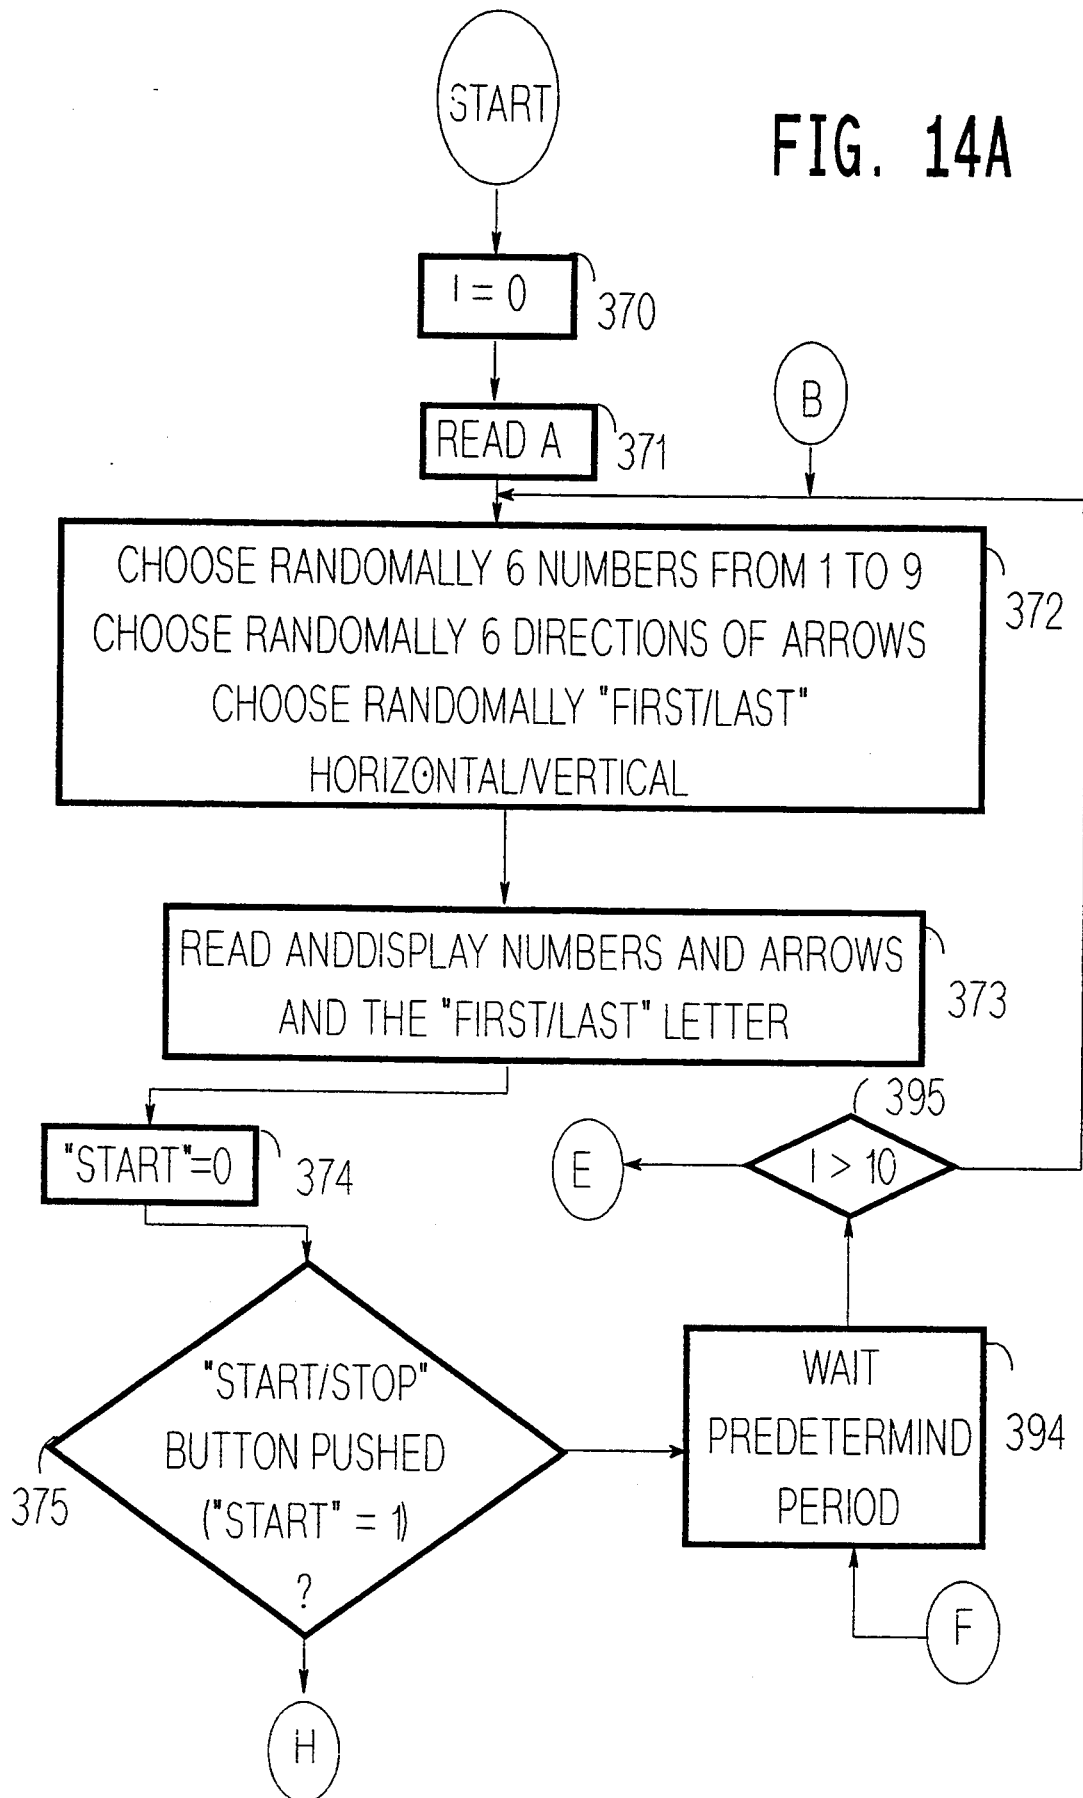 START
FIG. 14A
I = 0
370
READ A
371
B
CHOOSE RANDOMALLY 6 NUMBERS FROM 1 TO 9
CHOOSE RANDOMALLY 6 DIRECTIONS OF ARROWS
CHOOSE RANDOMALLY "FIRST/LAST"
HORIZONTAL/VERTICAL
372
READ ANDDISPLAY NUMBERS AND ARROWS
AND THE "FIRST/LAST" LETTER
373
"START"=0
374
E
I > 10
395
"START/STOP"
BUTTON PUSHED
("START" = 1)
?
375
WAIT
PREDETERMIND
PERIOD
394
F
H